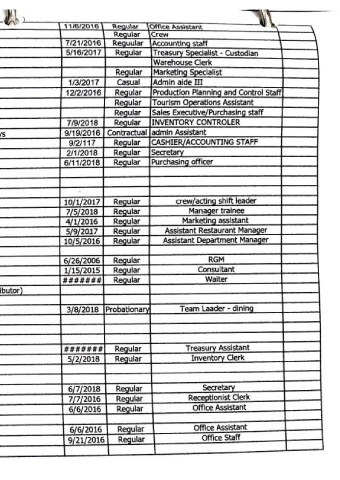 11/6/2016 Regular Office Assistant
Regular Crew
7/21/2016 Reguular Accounting staff
5/16/2017 Regular Treasury Specialist - Custodian
Warehouse Clerk
Regular Marketing Specialist
1/3/2017 Casual Admin aide III
12/2/2016 Regular Production Planning and Control Staff
Regular Tourism Operations Assistant
Regular Sales Executive/Purchasing staff
7/9/2018 Regular INVENTORY CONTROLER
ys 9/19/2016 Contractual admin Assistant
9/2/117 Regular CASHIER/ACCOUNTING STAFF
2/1/2018 Regular Secretary
6/11/2018 Regular Purchasing officer
10/1/2017 Regular crew/acting shift leader
7/5/2018 Regular Manager trainee
4/1/2016 Regular Marketing assistant
5/9/2017 Regular Assistant Restaurant Manager
10/5/2016 Regular Assistant Department Manager
6/26/2006 Regular RGM
1/15/2015 Regular Consultant
####### Regular Waiter
ibutor)
3/8/2018 Probationary Team Laader - dining
####### Regular Treasury Assistant
5/2/2018 Regular Inventory Clerk
6/7/2018 Regular Secretary
7/7/2016 Regular Receptionist Clerk
6/6/2016 Regular Office Assistant
6/6/2016 Regular Office Assistant
9/21/2016 Regular Office Staff